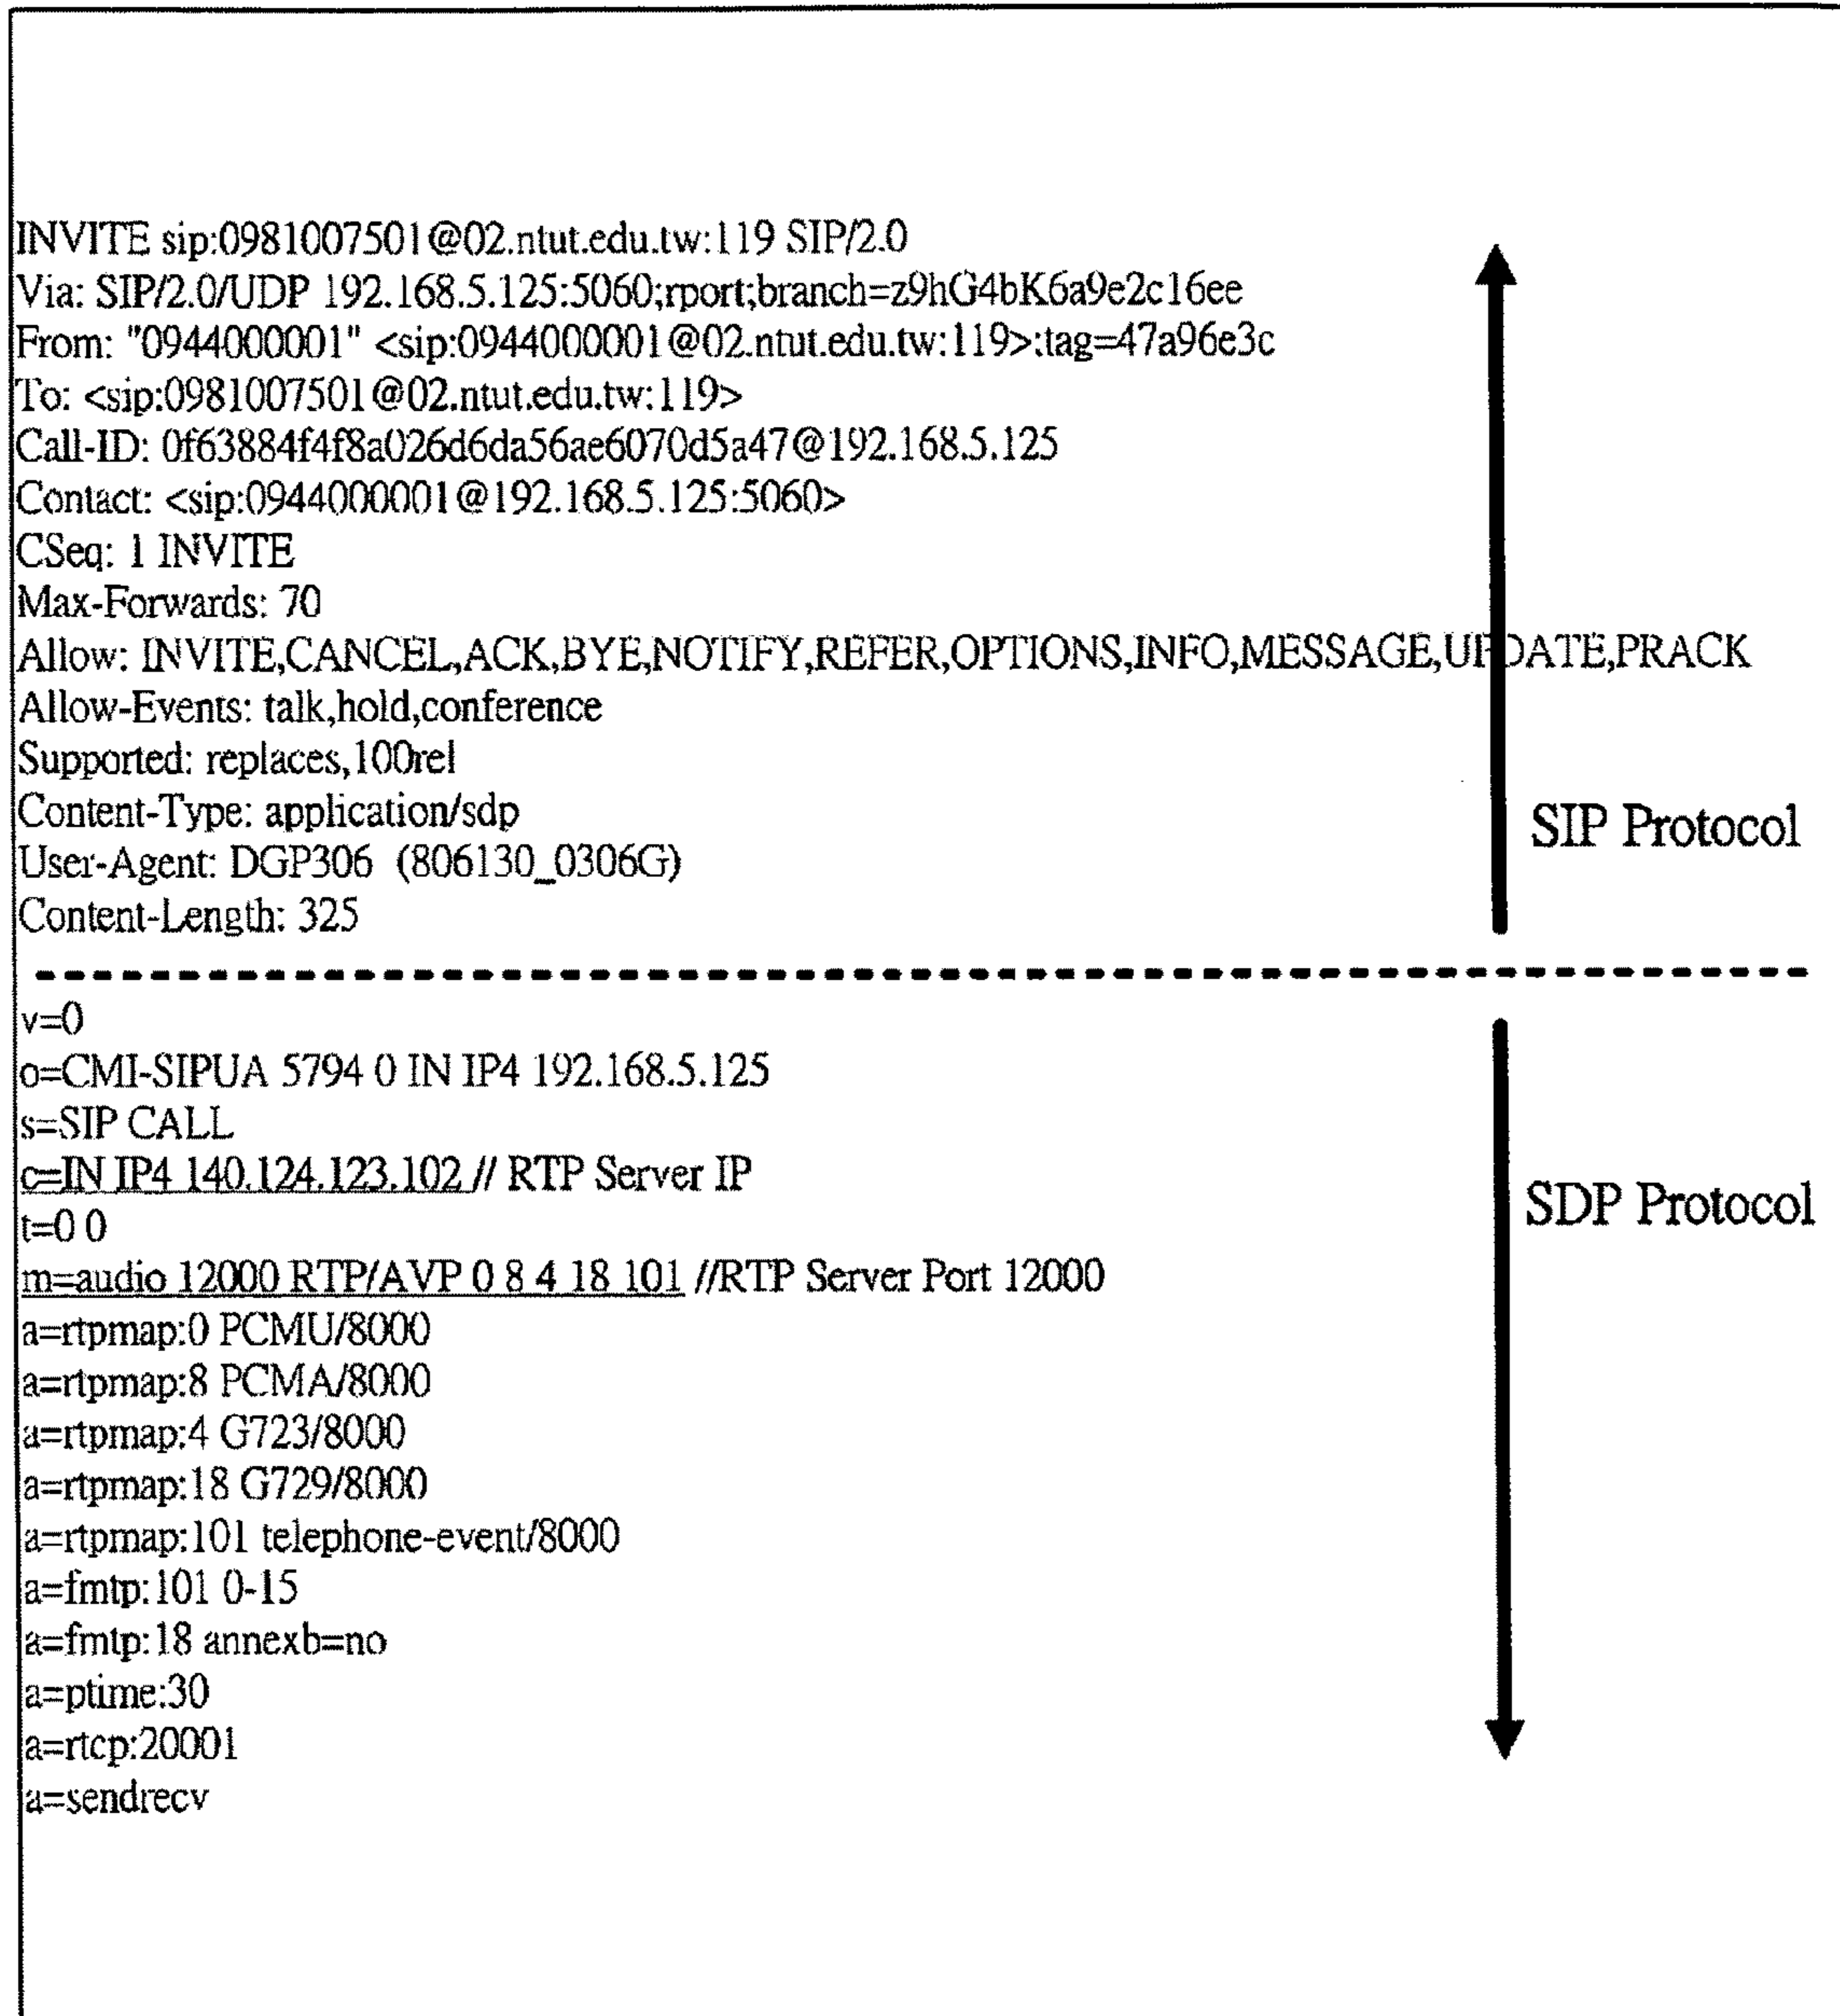 INVITE sip:0981007501@02.ntut.edu.tw:119 SIP/2.0
Via: SIP/2.0/UDP 192.168.5.125:5060;rport;branch=z9hG4bK6a9e2c16ee
From: "0944000001" <sip:0944000001@02.ntut.edu.tw:119>;tag=47a96e3c
To: <sip:0981007501@02.ntut.edu.tw:119>
Call-ID: 0f63884f4f8a026d6da56ae6070d5a47@192.168.5.125
Contact: <sip:0944000001@192.168.5.125:5060>
CSeq: 1 INVITE
Max-Forwards: 70
Allow: INVITE,CANCEL,ACK,BYE,NOTIFY,REFER,OPTIONS,INFO,MESSAGE,UPDATE,PRACK
Allow-Events: talk,hold,conference
Supported: replaces,100rel
Content-Type: application/sdp
SIP Protocol
User-Agent: DGP306 (806130_0306G)
Content-Length: 325
v=0
o=CMI-SIPUA 5794 0 IN IP4 192.168.5.125
s=SIP CALL
c=IN IP4 140.124.123.102 // RTP Server IP
SDP Protocol
t=0 0
m=audio 12000 RTP/AVP 0 8 4 18 101 //RTP Server Port 12000
a=rtpmap:0 PCMU/8000
a=rtpmap:8 PCMA/8000
a=rtpmap:4 G723/8000
a=rtpmap:18 G729/8000
a=rtpmap:101 telephone-event/8000
a=fmtp:101 0-15
a=fmtp:18 annexb=no
a=ptime:30
a=rtcp:20001
a=sendrecv